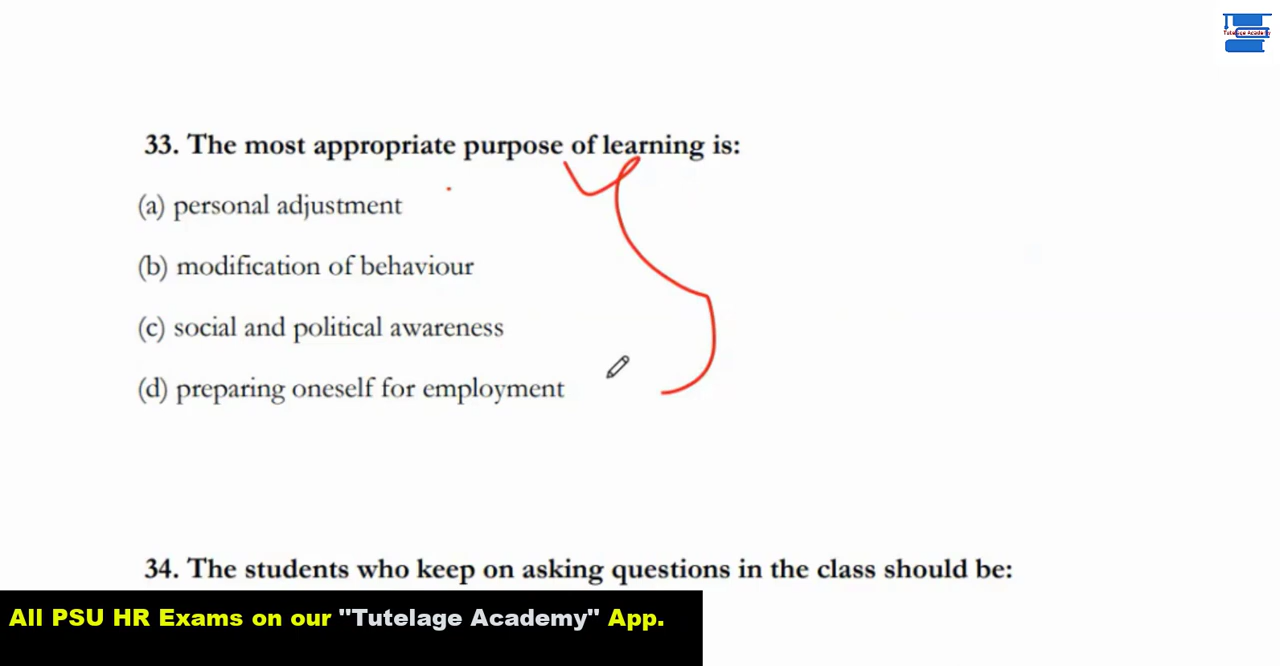 Tutelage Academy
33. The most appropriate purpose of learning is:
(a) personal adjustment
(b) modification of behaviour
(c) social and political awareness
(d) preparing oneself for employment
34. The students who keep on asking questions in the class should be:
All PSU HR Exams on our "Tutelage Academy" App.